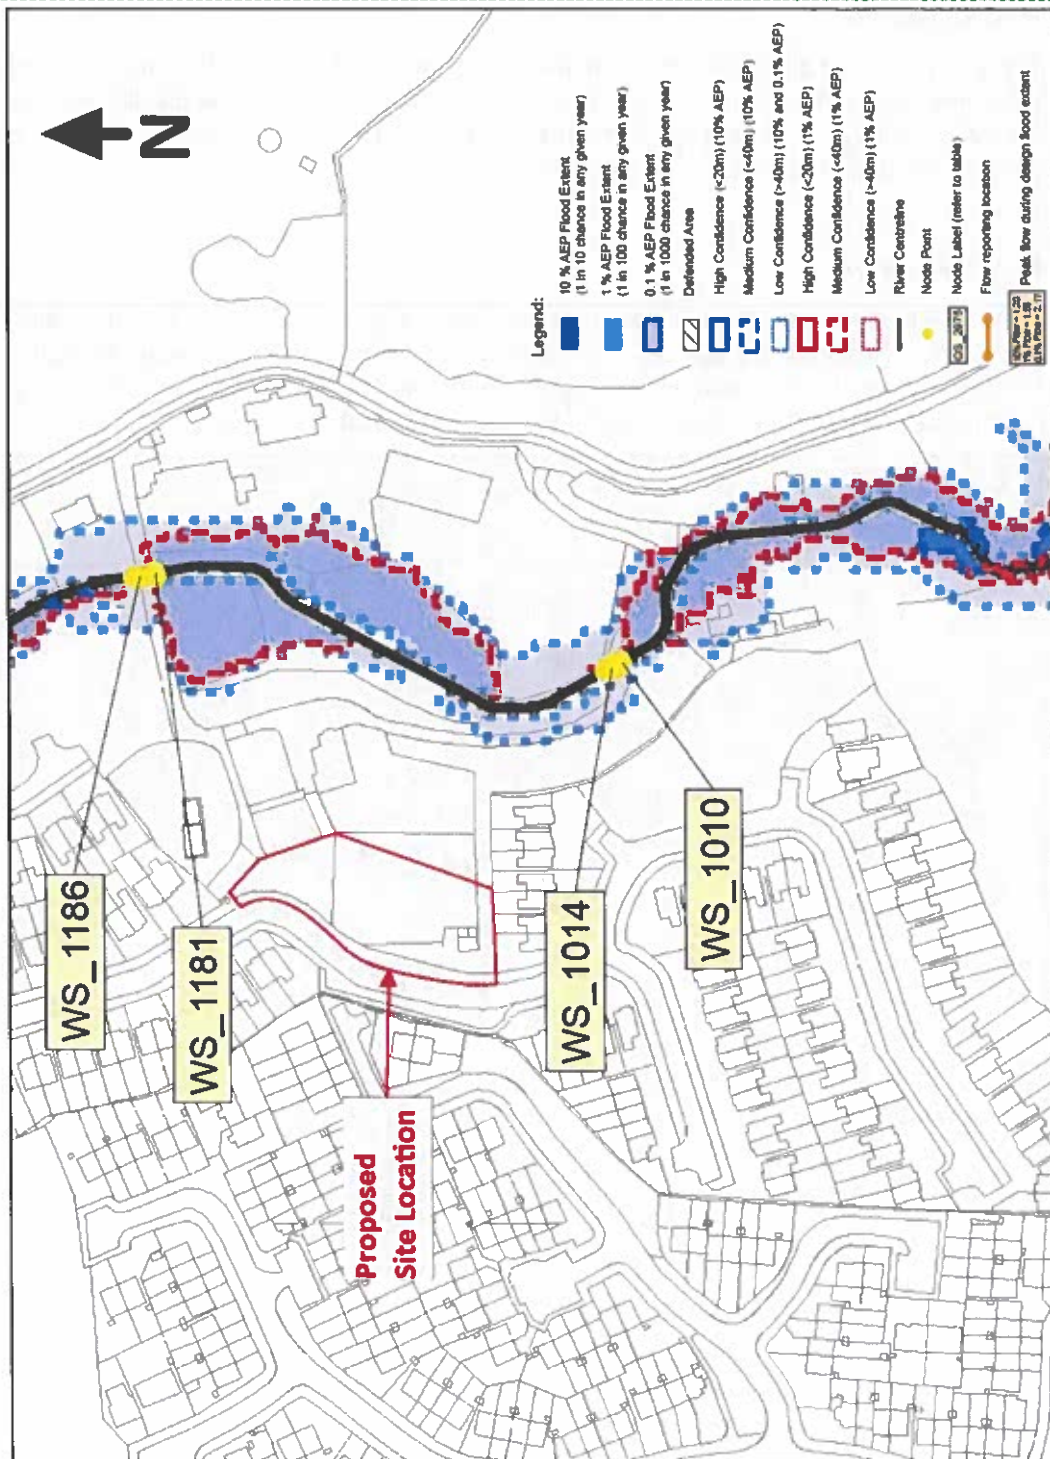 N
WS_1186
WS_1181
WS_1014
WS_1010
Proposed
Site Location
Legend:
10 % AEP Flood Extent
(1 in 10 chance in any given year)
1 % AEP Flood Extent
(1 in 100 chance in any given year)
0.1 % AEP Flood Extent
(1 in 1000 chance in any given year)
Defended Area
High Confidence (<20m) (10% AEP)
Medium Confidence (<40m) (10% AEP)
Low Confidence (>40m) (10% and 0.1% AEP)
High Confidence (<20m) (1% AEP)
Medium Confidence (<40m) (1% AEP)
Low Confidence (>40m) (1% AEP)
River Centreline
Node Point
Node Label (refer to table)
Flow reporting location
Peak flow during design flood extent